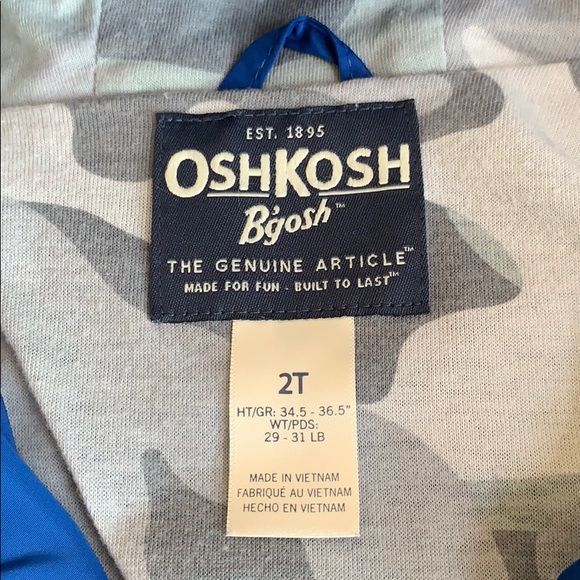 EST. 1895
OSHKOSH
B'gosh™
THE GENUINE ARTICLE™
MADE FOR FUN - BUILT TO LAST™
2T
HT/GR: 34.5 - 36.5"
WT/PDS:
29 - 31 LB
MADE IN VIETNAM
FABRIQUÉ AU VIETNAM
HECHO EN VIETNAM